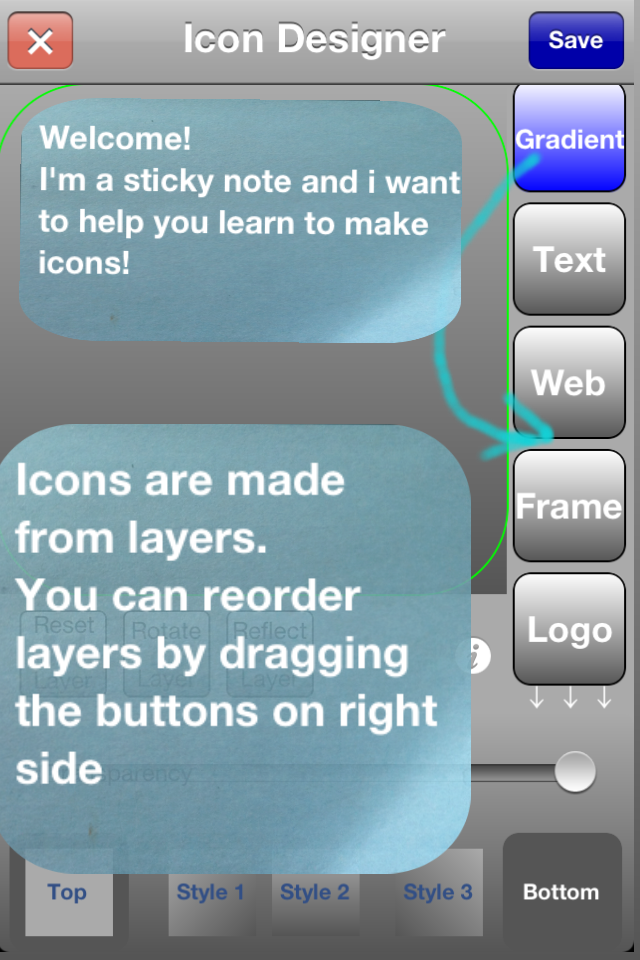 Icon Designer
Save
Welcome!
I'm a sticky note and i want
to help you learn to make
icons!
Gradient
Text
Web
Frame
Logo
Icons are made
from layers.
You can reorder
layers by dragging
the buttons on right
side
Reset
Layer
Rotate
Layer
Reflect
Layer
Top
Style 1
Style 2
Style 3
Bottom